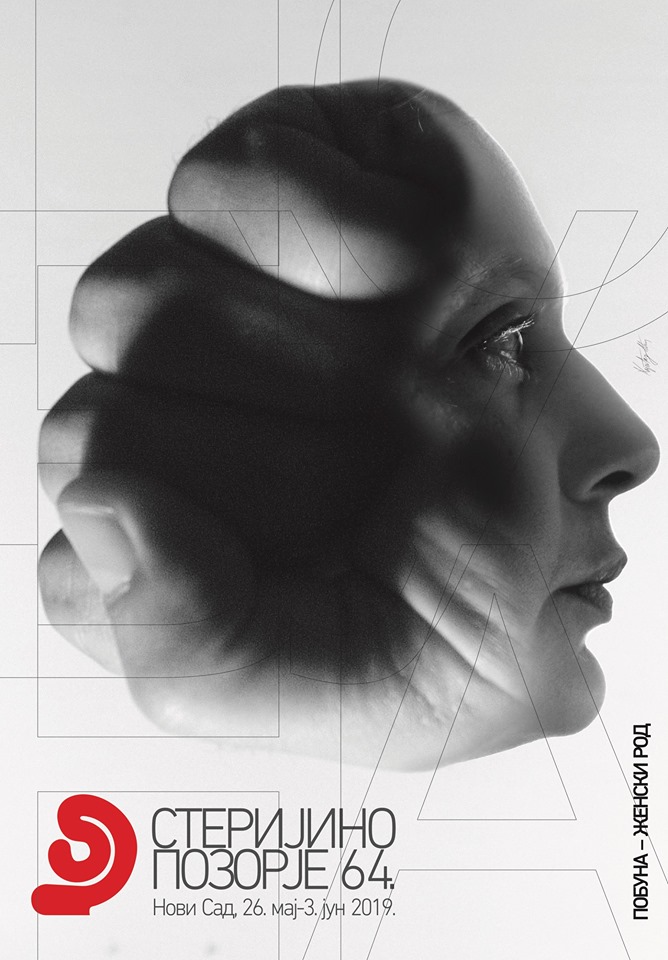 СТЕРИЈИНО
ПОЗОРЈЕ 64.
Нови Сад, 26. мај-3. јун 2019.
ПОБУНА – ЖЕНСКИ РОД